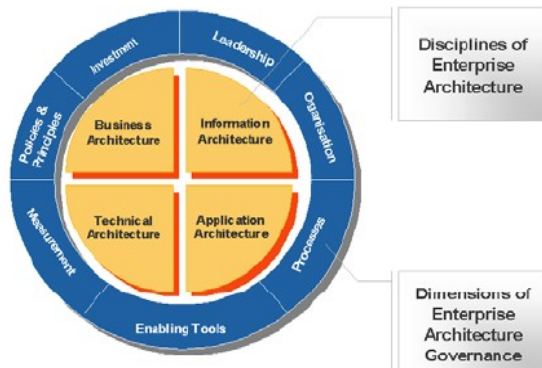 Leadership
Investment
Organisation
Policies &
Principles
Business
Architecture
Information
Architecture
Technical
Architecture
Application
Architecture
Measurement
Processes
Enabling Tools
Disciplines of
Enterprise
Architecture
Dimensions of
Enterprise
Architecture
Governance